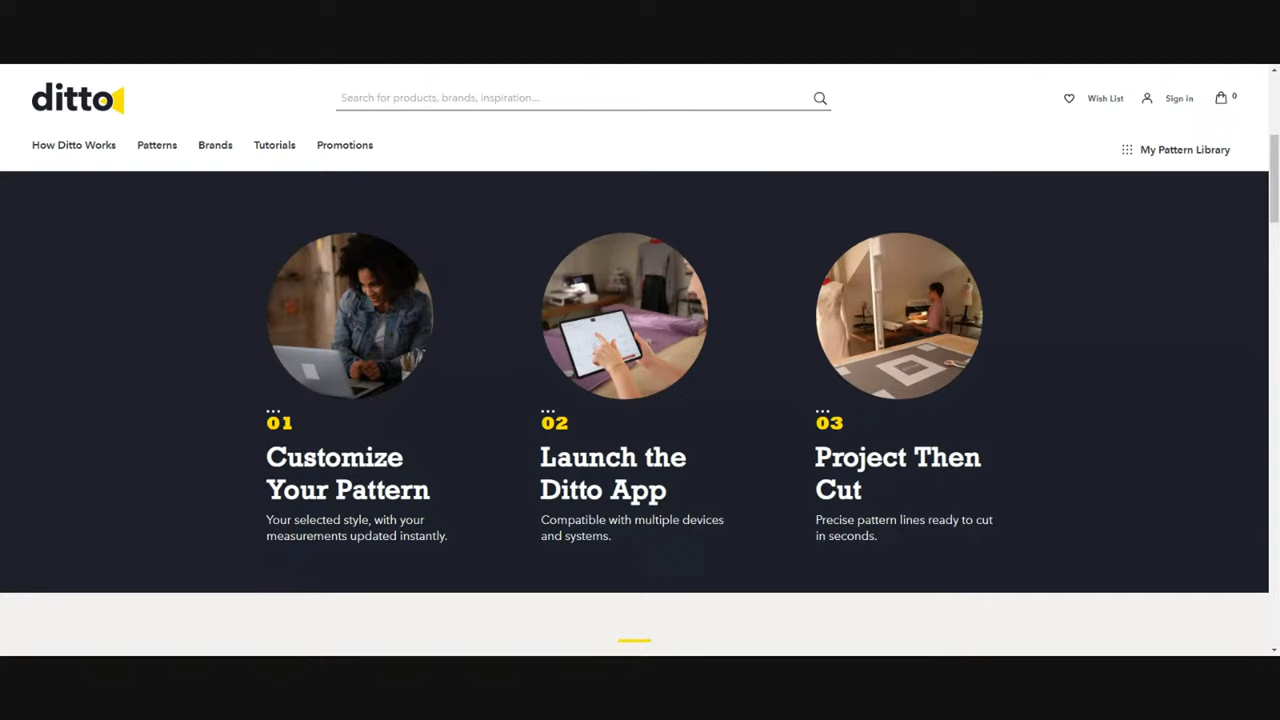 ditto
Search for products, brands, inspiration...
Wish List
Sign in
0
How Ditto Works
Patterns
Brands
Tutorials
Promotions
My Pattern Library
01
Customize
Your Pattern
Your selected style, with your
measurements updated instantly.
02
Launch the
Ditto App
Compatible with multiple devices
and systems.
03
Project Then
Cut
Precise pattern lines ready to cut
in seconds.